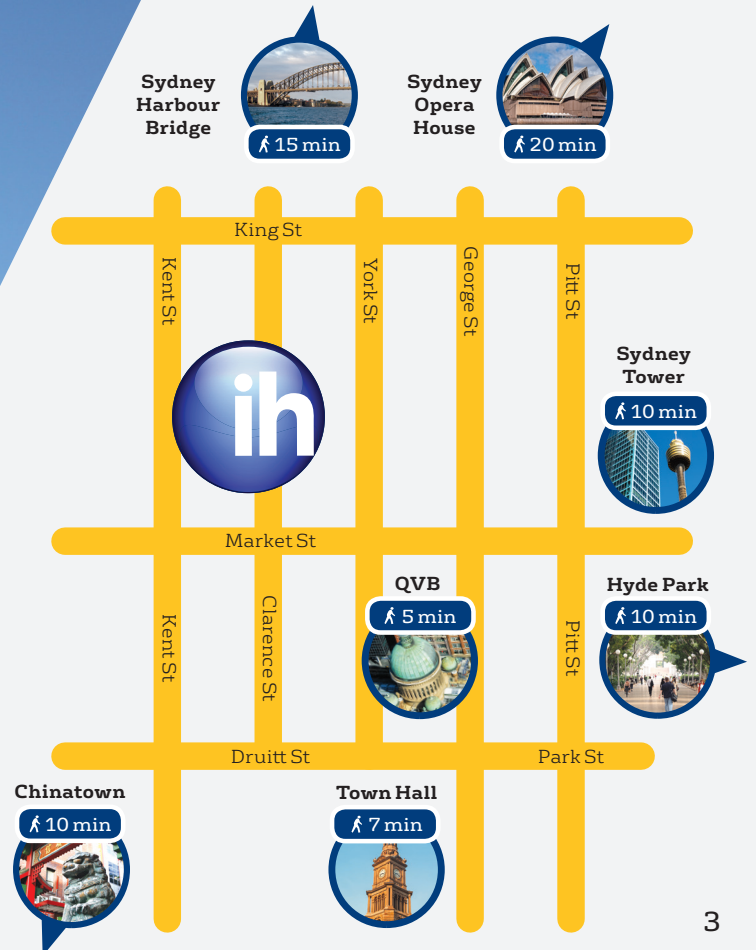 Sydney
Harbour
Bridge
15 min
Sydney
Opera
House
20 min
King St
Kent St
York St
George St
Pitt St
ih
Sydney
Tower
10 min
Market St
Kent St
Clarence St
QVB
5 min
Pitt St
Hyde Park
10 min
Druitt St
Park St
Chinatown
10 min
Town Hall
7 min
3